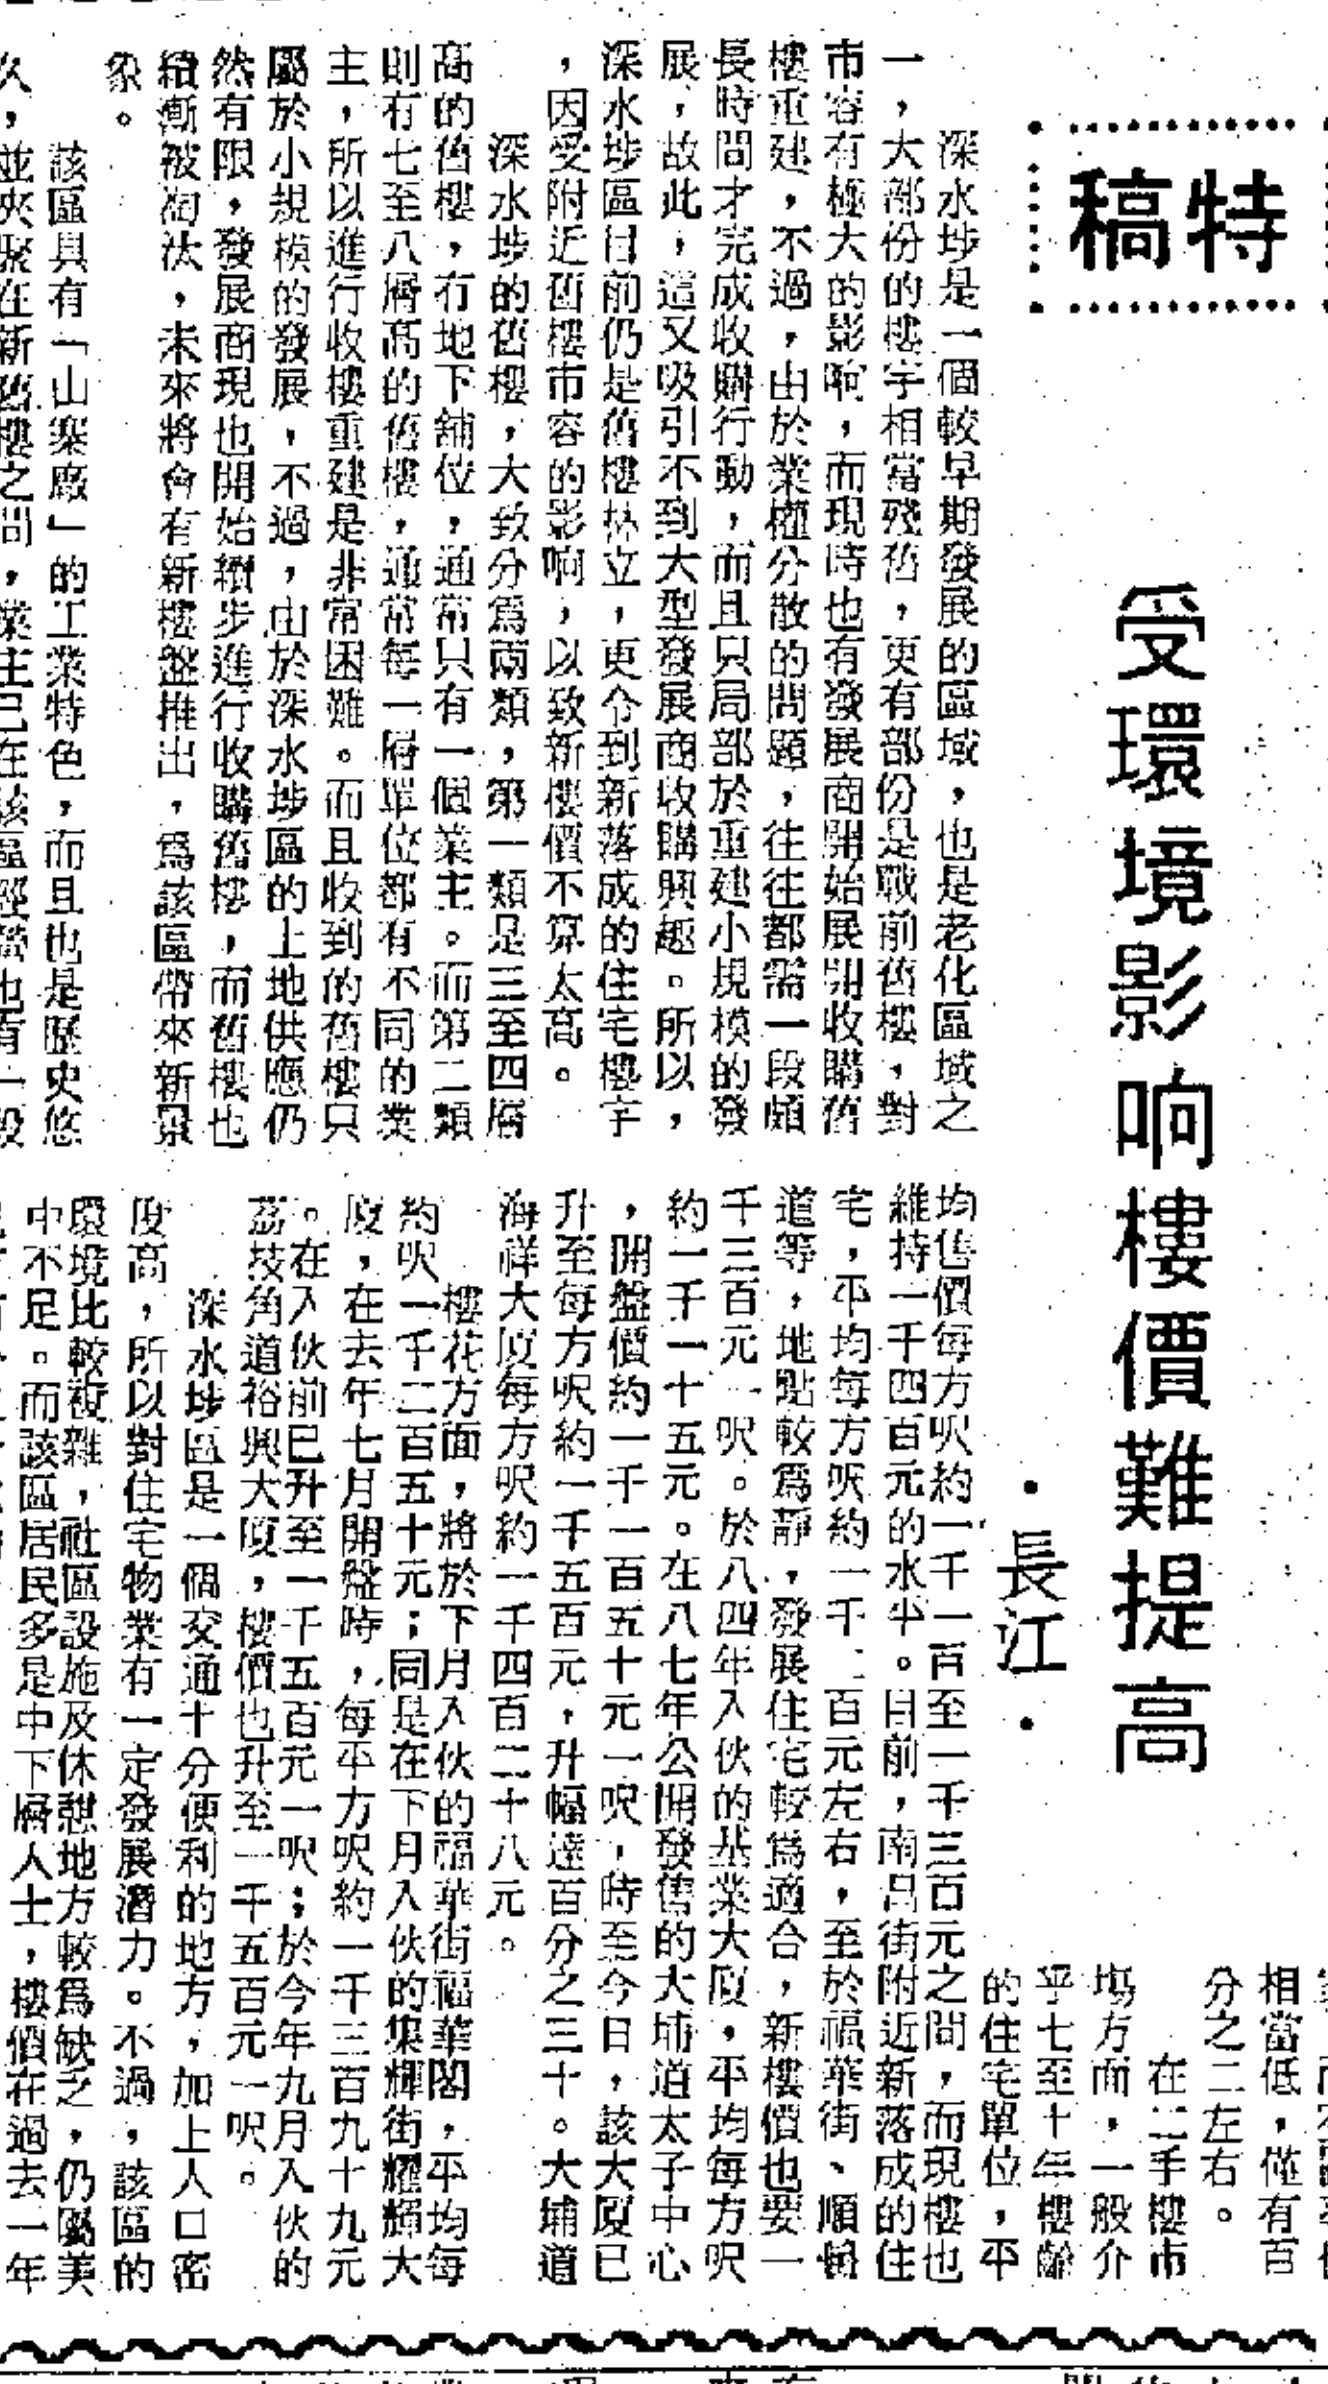 特稿
受環境影响樓價難提高
·長江·
深水埗是一個較早期發展的區域，也是老化區域之
一，大部份的樓宇相當殘舊，更有部份是戰前舊樓，對
市容有極大的影响，而現時也有發展商開始展開收購舊
樓重建，不過，由於業權分散的問題，往往都需一段頗
長時間才完成收購行動，而且只局部於重建小規模的發
展，故此，這又吸引不到大型發展商收購興趣。所以，
深水埗區目前仍是舊樓林立，更令到新落成的住宅樓宇
，因受附近舊樓市容的影响，以致新樓價不算太高。
深水埗的舊樓，大致分爲兩類，第一類是三至四層
高的舊樓，有地下舖位，通常只有一個業主。而第二類
則有七至八層高的舊樓，通常每一層單位都有不同的業
主，所以進行收樓重建是非常困難。而且收到的舊樓只
屬於小規模的發展，不過，由於深水埗區的土地供應仍
然有限，發展商現也開始續步進行收購舊樓，而舊樓也
續漸被淘汰，未來將會有新樓盤推出，爲該區帶來新景
象。
該區具有「山寨廠」的工業特色，而且也是歷史悠
久，並夾聚在新舊樓之間，業主已在該區經營也有一段
相當低，僅有百
分之二左右。
在二手樓市
塲方面，一般介
乎七至十年樓齡
的住宅單位，平
均售價每方呎約一千一百至一千三百元之間，而現樓也
維持一千四百元的水平。目前，南昌街附近新落成的住
宅，平均每方呎約一千二百元左右，至於福華街、順寧
道等，地點較爲靜，發展住宅較爲適合，新樓價也要一
千三百元一呎。於八四年入伙的基業大廈，平均每方呎
約一千一十五元。在八七年公開發售的大埔道太子中心
，開盤價約一千一百五十元一呎，時至今日，該大廈已
升至每方呎約一千五百元，升幅達百分之三十。大埔道
海祥大廈每方呎約一千四百二十八元。
樓花方面，將於下月入伙的福華街福華閣，平均每
約呎一千二百五十元；同是在下月入伙的集輝街耀輝大
廈，在去年七月開盤時，每平方呎約一千三百九十九元
。在入伙前已升至一千五百元一呎；於今年九月入伙的
荔枝角道裕興大廈，樓價也升至一千五百元一呎。
深水埗區是一個交通十分便利的地方，加上人口密
度高，所以對住宅物業有一定發展潛力。不過，該區的
環境比較複雜，社區設施及休憩地方較爲缺乏，仍屬美
中不足。而該區居民多是中下層人士，樓價在過去一年